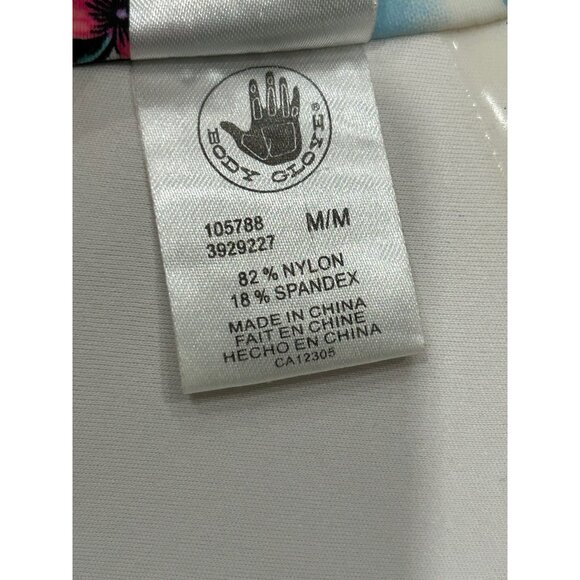 BODY GLOVE®
105788 M/M
3929227
82% NYLON
18% SPANDEX
MADE IN CHINA
FAIT EN CHINE
HECHO EN CHINA
CA12305